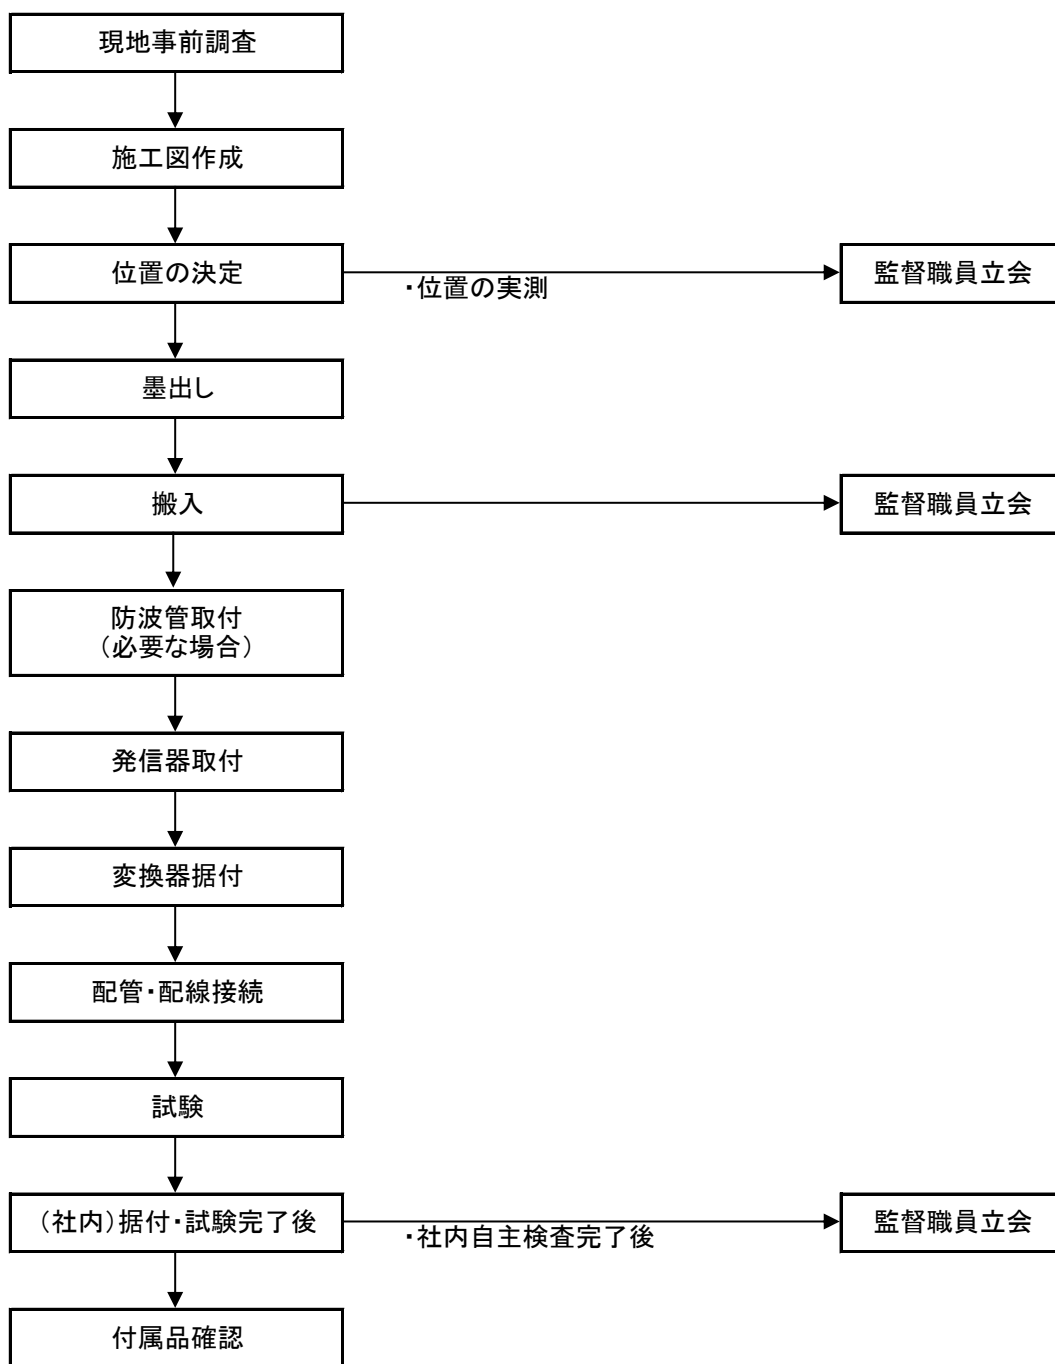 現地事前調査
施工図作成
位置の決定
・位置の実測
監督職員立会
墨出し
搬入
監督職員立会
防波管取付
（必要な場合）
発信器取付
変換器据付
配管・配線接続
試験
（社内）据付・試験完了後
・社内自主検査完了後
監督職員立会
付属品確認